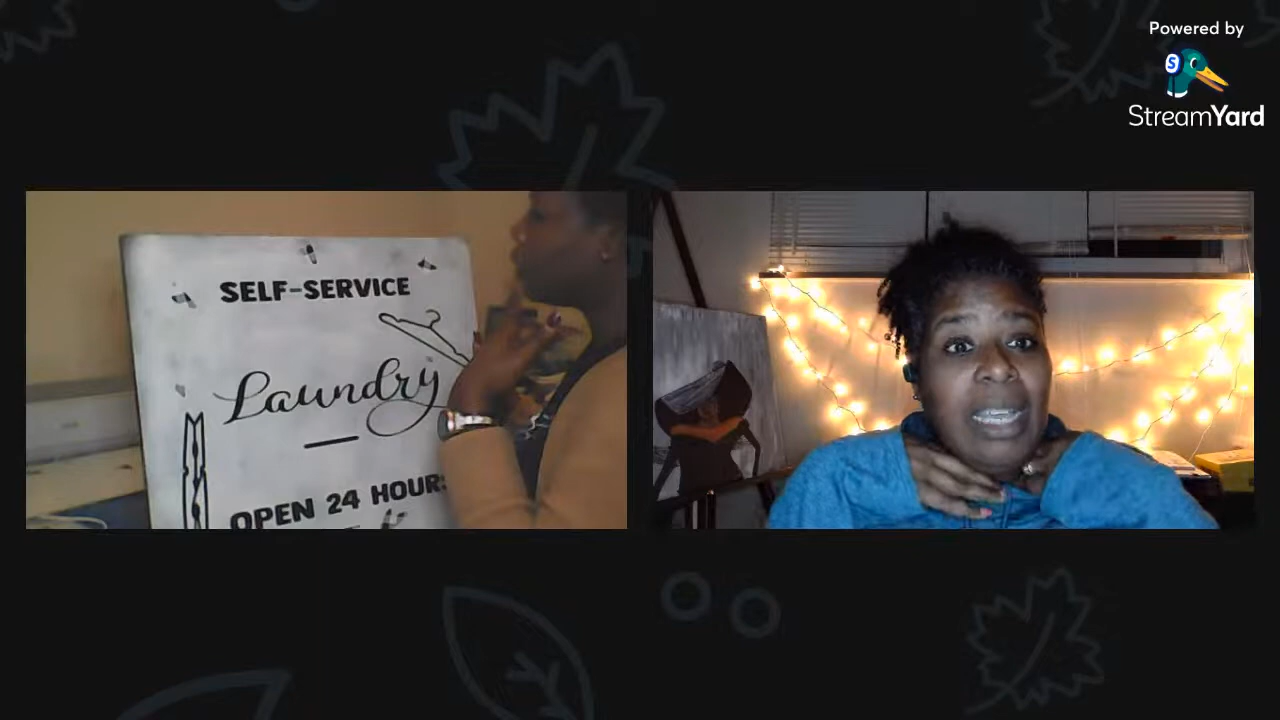 Powered by
S
StreamYard
SELF-SERVICE
Laundry
OPEN 24 HOURS